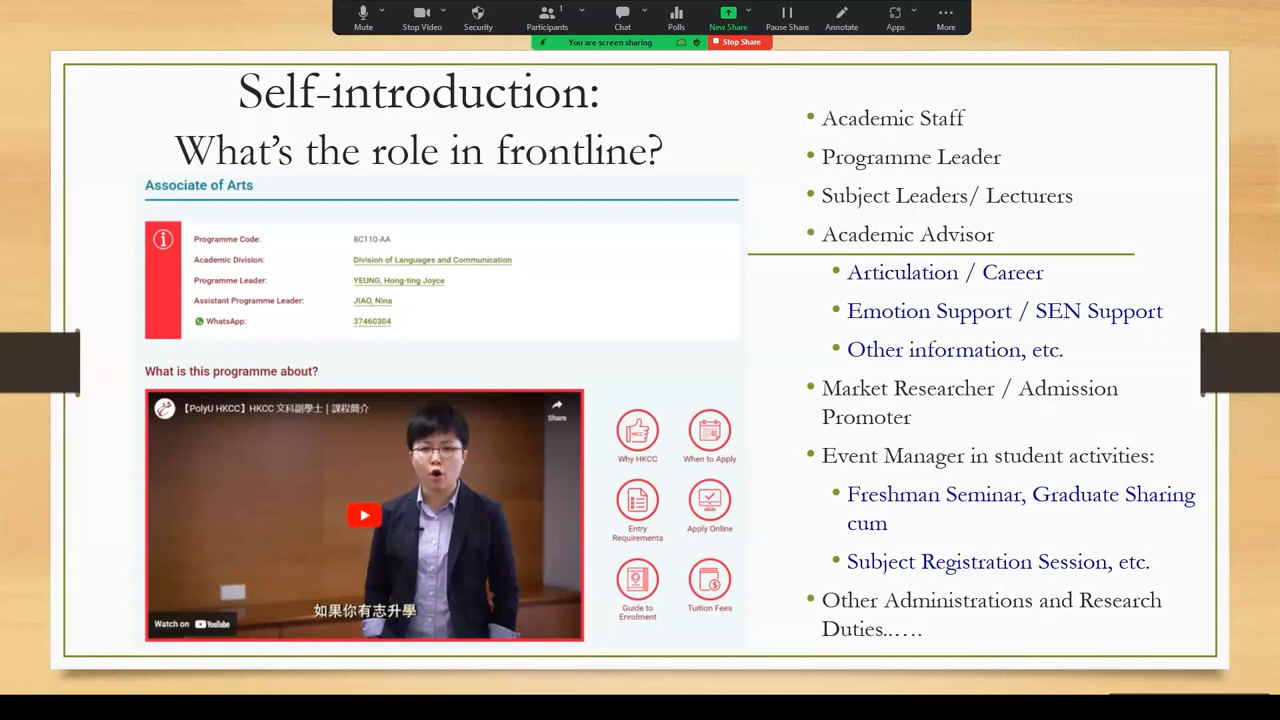 Mute
Stop Video
Security
Participants
1
Chat
Polls
New Share
Pause Share
Annotate
Apps
More
You are screen sharing
Stop Share
Self-introduction:
What's the role in frontline?
Associate of Arts
Programme Code: 8C110-AA
Academic Division: Division of Languages and Communication
Programme Leader: YEUNG, Hong-ting Joyce
Assistant Programme Leader: JIAO, Nina
WhatsApp: 37460304
What is this programme about?
【PolyU HKCC】HKCC 文科副學士 | 課程簡介
Share
如果你有志升學
Watch on YouTube
Why HKCC
When to Apply
Entry
Requirements
Apply Online
Guide to
Enrolment
Tuition Fees
• Academic Staff
• Programme Leader
• Subject Leaders/ Lecturers
• Academic Advisor
• Articulation / Career
• Emotion Support / SEN Support
• Other information, etc.
• Market Researcher / Admission
Promoter
• Event Manager in student activities:
• Freshman Seminar, Graduate Sharing
cum
• Subject Registration Session, etc.
• Other Administrations and Research
Duties……